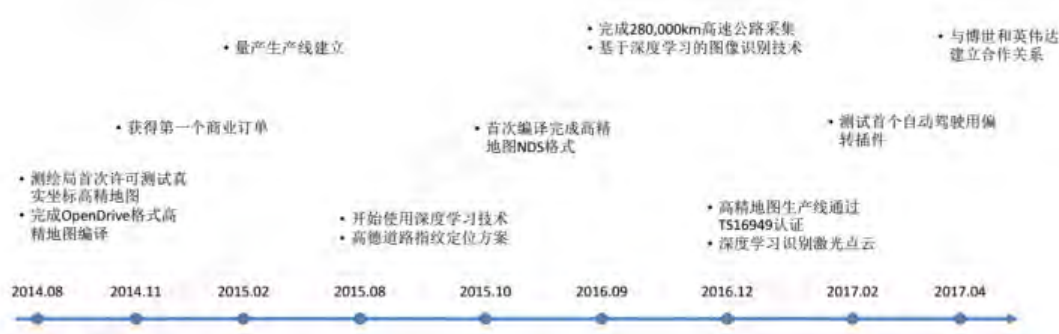 • 完成280,000km高速公路采集
• 量产生产线建立
• 基于深度学习的图像识别技术
• 与博世和英伟达
建立合作关系
• 获得第一个商业订单
• 首次编译完成高精
地图NDS格式
• 测试首个自动驾驶用偏
转插件
• 测绘局首次许可测试真
实坐标高精地图
• 完成OpenDrive格式高
精地图编译
• 开始使用深度学习技术
• 高德道路指纹定位方案
• 高精地图生产线通过
TS16949认证
• 深度学习识别激光点云
2014.08
2014.11
2015.02
2015.08
2015.10
2016.09
2016.12
2017.02
2017.04